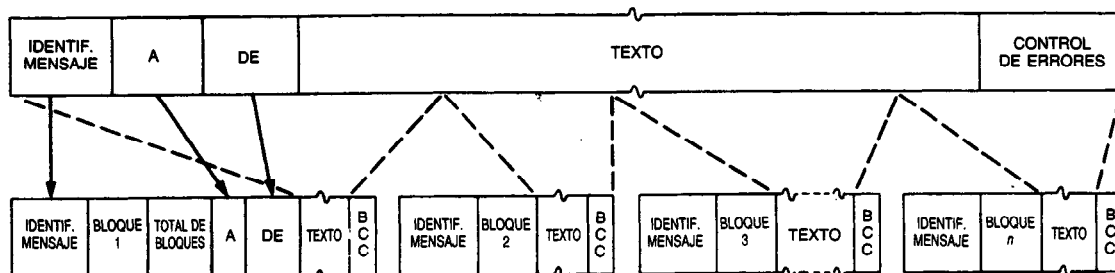 IDENTIF.
MENSAJE
A
DE
TEXTO
CONTROL
DE ERRORES
IDENTIF.
MENSAJE
BLOQUE
1
TOTAL DE
BLOQUES
A
DE
TEXTO
B
C
C
IDENTIF.
MENSAJE
BLOQUE
2
TEXTO
B
C
C
IDENTIF.
MENSAJE
BLOQUE
3
TEXTO
B
C
C
IDENTIF.
MENSAJE
BLOQUE
n
TEXTO
B
C
C